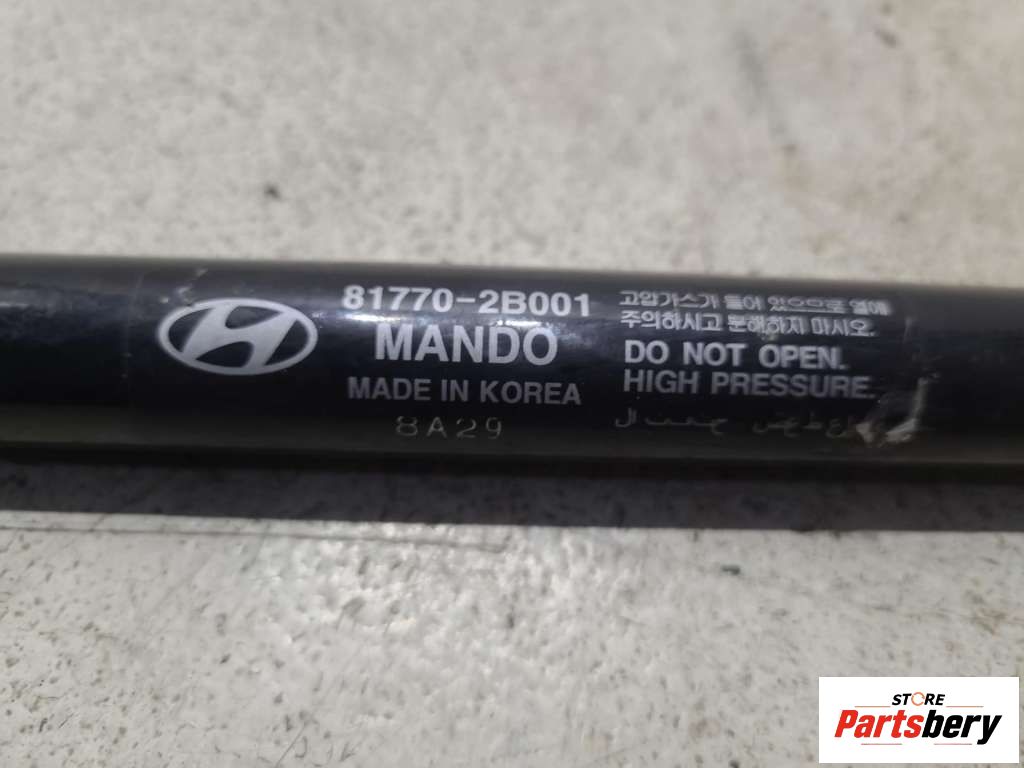 81770-2B001
MANDO
MADE IN KOREA
8A29
고압가스가 들어 있으므로 열에
주의하시고 분해하지 마시오.
DO NOT OPEN.
HIGH PRESSURE.
STORE
Partsbery